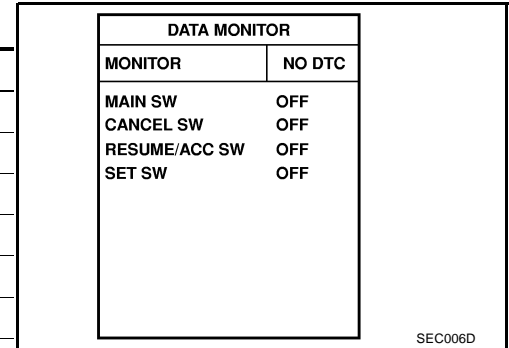 DATA MONITOR
MONITOR NO DTC
MAIN SW OFF
CANCEL SW OFF
RESUME/ACC SW OFF
SET SW OFF
SEC006D